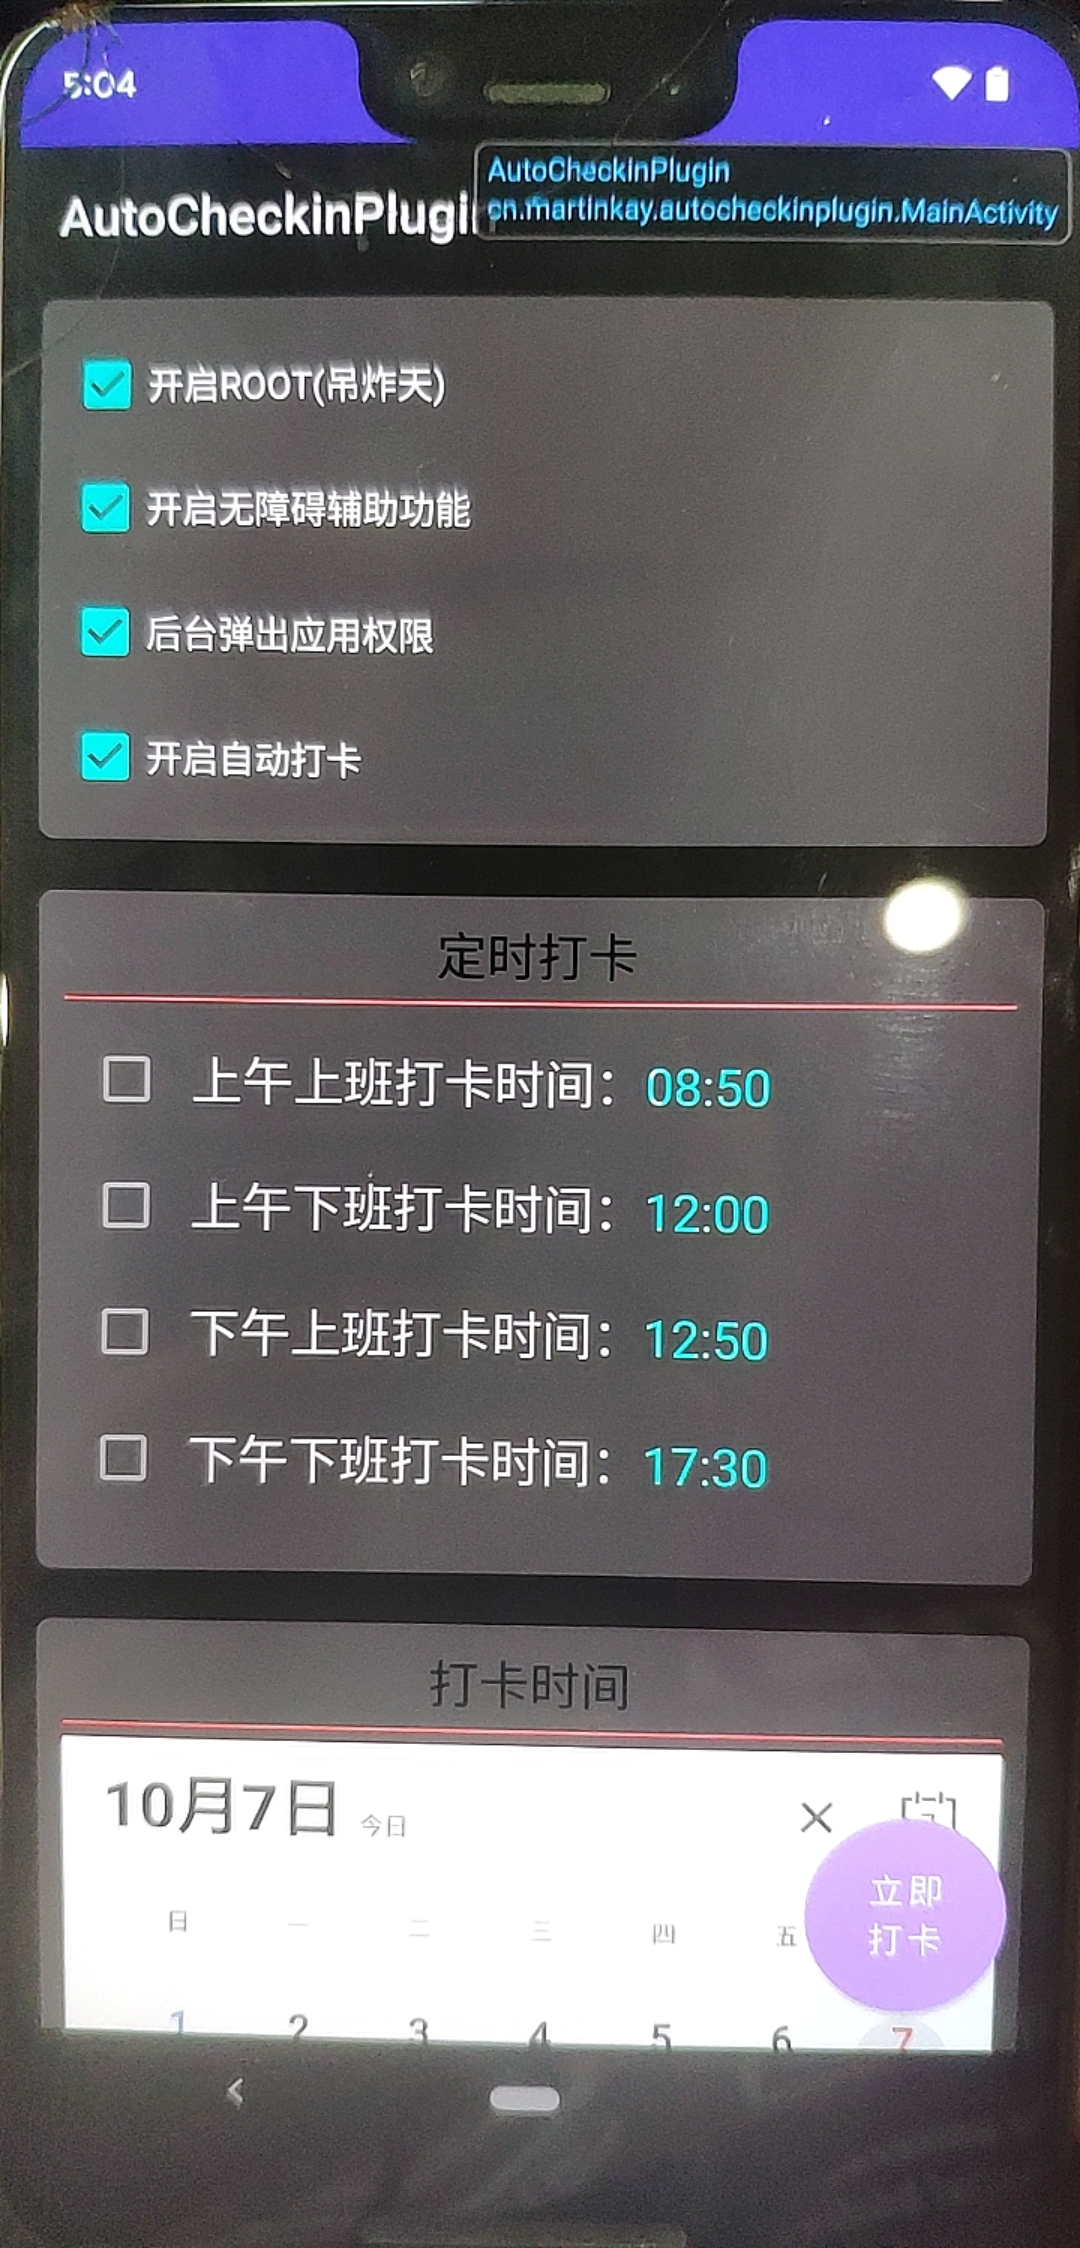 5:04
AutoCheckinPlugin
cn.martinkay.autocheckinplugin.MainActivity
AutoCheckinPlugi
开启ROOT(吊炸天)
开启无障碍辅助功能
后台弹出应用权限
开启自动打卡
定时打卡
上午上班打卡时间：08:50
上午下班打卡时间：12:00
下午上班打卡时间：12:50
下午下班打卡时间：17:30
打卡时间
10月7日 今日
立即
打卡
日 一 二 三 四 五
1 2 3 4 5 6 7